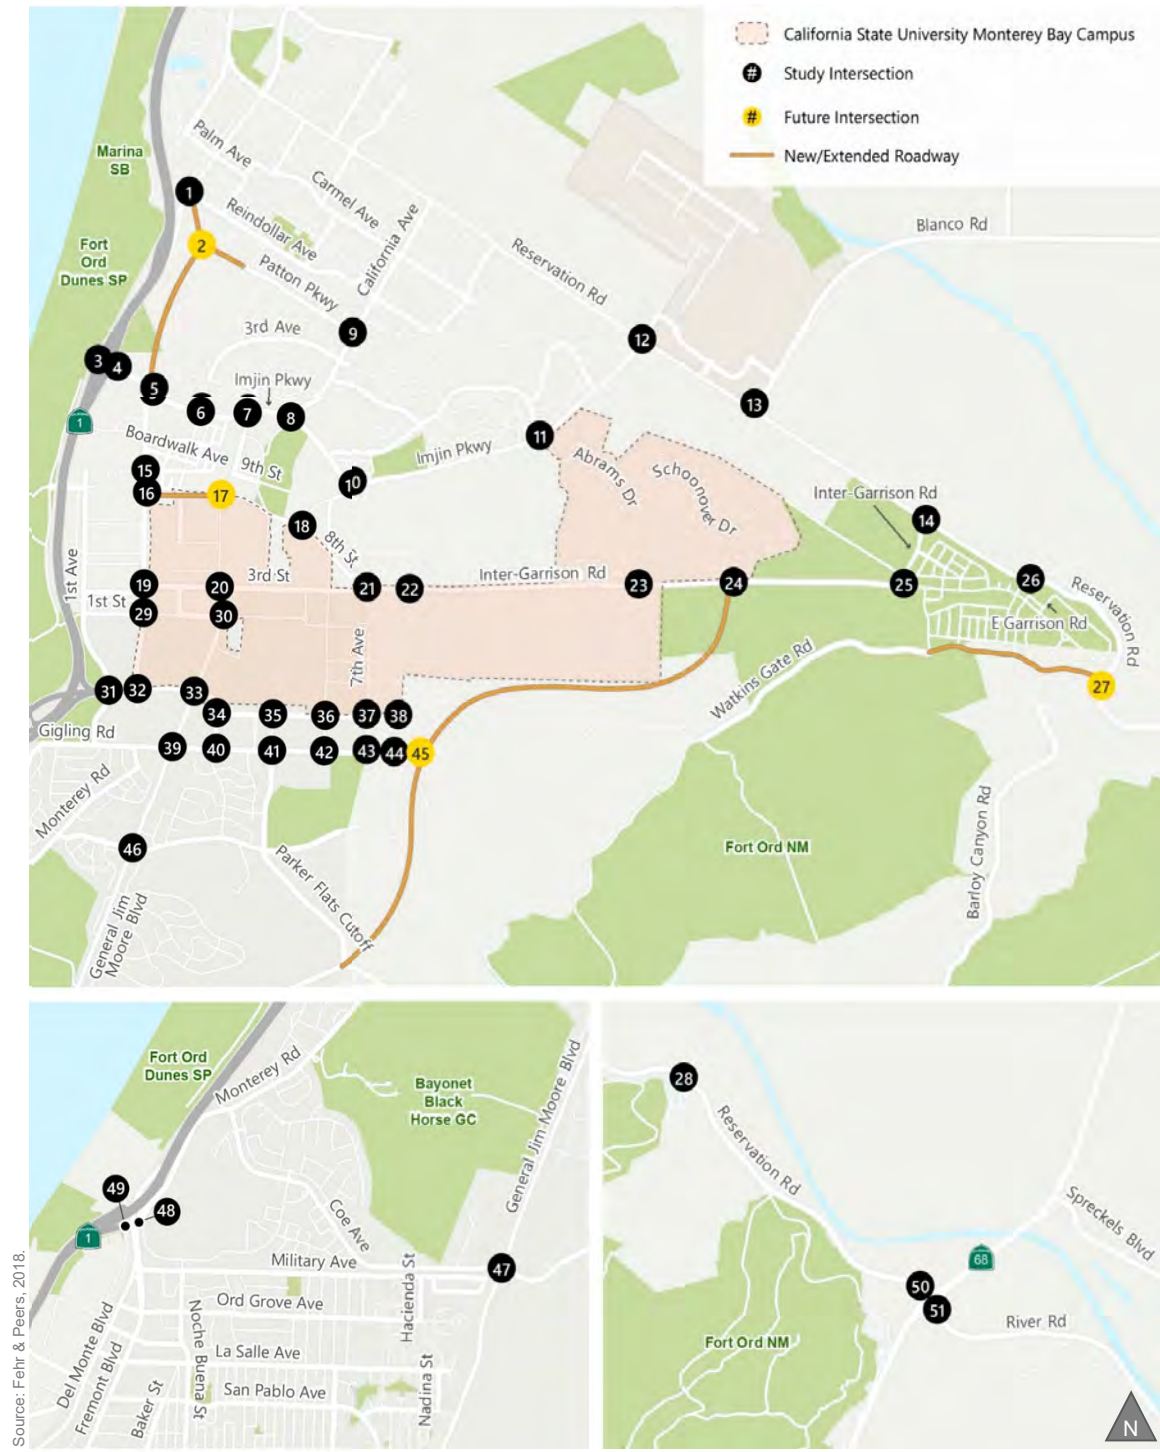 California State University Monterey Bay Campus
# Study Intersection
# Future Intersection
New/Extended Roadway
Marina
SB
Palm Ave
1
Carmel Ave
Reindollar Ave
California Ave
Blanco Rd
Fort
Ord
Dunes SP
2
Reservation Rd
Patton Pkwy
3rd Ave
9
12
3
4
5
Imjin Pkwy
6
7
8
13
1
Boardwalk Ave
9th St
Imjin Pkwy
11
Abrams Dr
Schoonover Dr
15
16
17
10
Inter-Garrison Rd
14
18
8th St
1st Ave
3rd St
Inter-Garrison Rd
19
20
21
22
23
24
25
26
Reservation Rd
1st St
29
30
E Garrison Rd
7th Ave
Watkins Gate Rd
27
31
32
33
34
35
36
37
38
Gigling Rd
39
40
41
42
43
44
45
Monterey Rd
46
Parker Flats Cutoff
Fort Ord NM
Barloy Canyon Rd
General Jim
Moore Blvd
Fort Ord
Dunes SP
Monterey Rd
Bayonet
Black
Horse GC
General Jim Moore Blvd
49
48
1
Coe Ave
Military Ave
47
Hacienda St
Ord Grove Ave
Del Monte Blvd
Fremont Blvd
Noche Buena St
La Salle Ave
San Pablo Ave
Baker St
Nadina St
28
Reservation Rd
Spreckels Blvd
68
50
51
River Rd
Fort Ord NM
N
Source: Fehr & Peers, 2018.